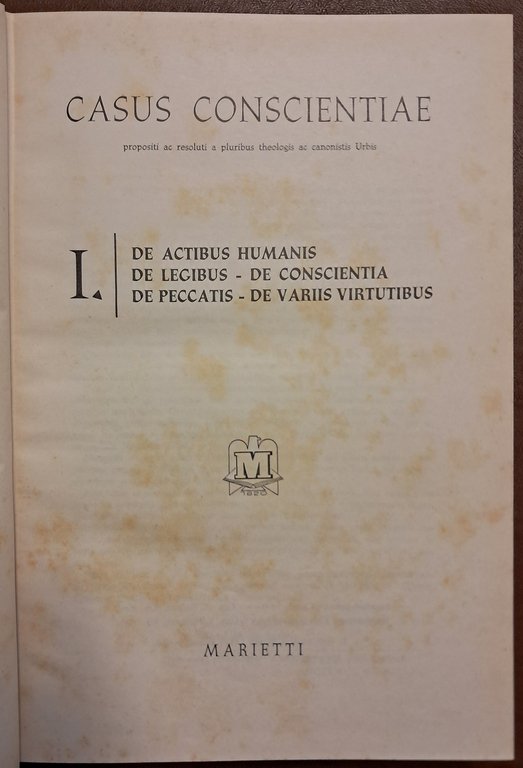 CASUS CONSCIENTIAE
propositi ac resoluti a pluribus theologis ac canonistis Urbis
I.
DE ACTIBUS HUMANIS
DE LEGIBUS - DE CONSCIENTIA
DE PECCATIS - DE VARIIS VIRTUTIBUS
M
1820
MARIETTI